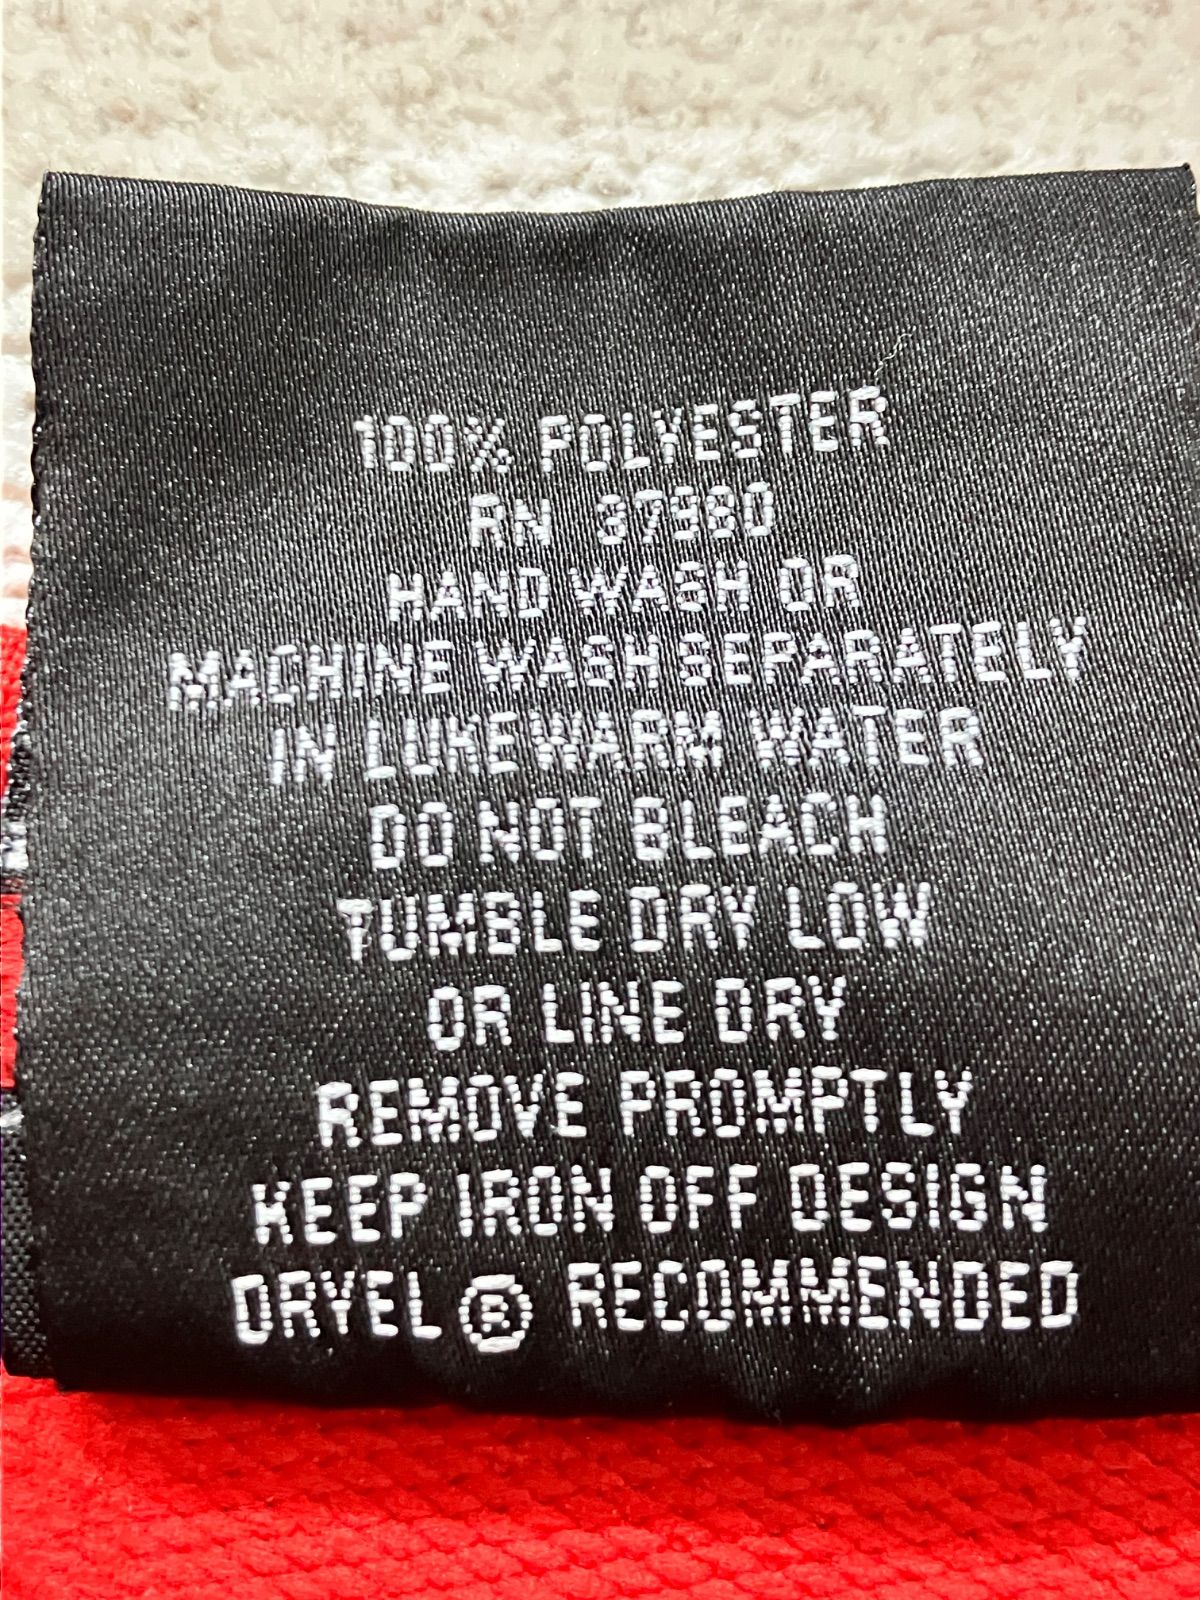 100% POLYESTER
RN 37980
HAND WASH OR
MACHINE WASH SEPARATELY
IN LUKEWARM WATER
DO NOT BLEACH
TUMBLE DRY LOW
OR LINE DRY
REMOVE PROMPTLY
KEEP IRON OFF DESIGN
DRYEL ® RECOMMENDED